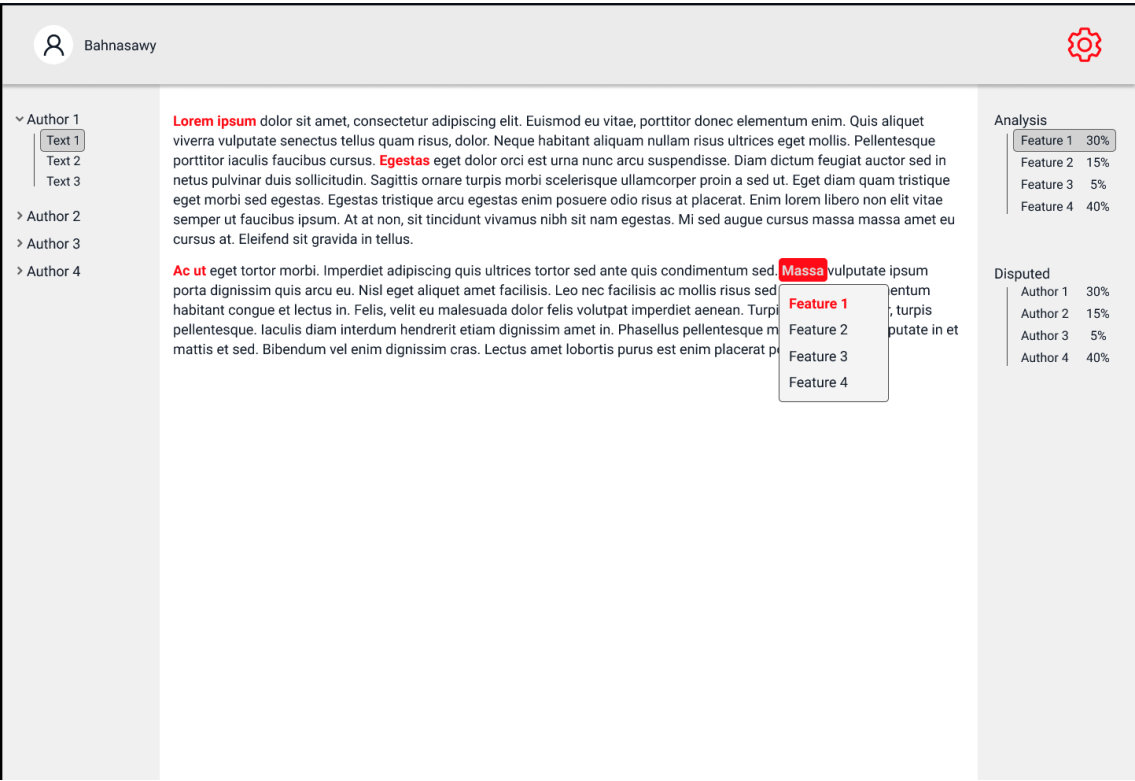 Bahnasawy
Author 1
Text 1
Text 2
Text 3
Author 2
Author 3
Author 4
Lorem ipsum dolor sit amet, consectetur adipiscing elit. Euismod eu vitae, porttitor donec elementum enim. Quis aliquet
viverra vulputate senectus tellus quam risus, dolor. Neque habitant aliquam nullam risus ultrices eget mollis. Pellentesque
porttitor iaculis faucibus cursus. Egestas eget dolor orci est urna nunc arcu suspendisse. Diam dictum feugiat auctor sed in
netus pulvinar duis sollicitudin. Sagittis ornare turpis morbi scelerisque ullamcorper proin a sed ut. Eget diam quam tristique
eget morbi sed egestas. Egestas tristique arcu egestas enim posuere odio risus at placerat. Enim lorem libero non elit vitae
semper ut faucibus ipsum. At at non, sit tincidunt vivamus nibh sit nam egestas. Mi sed augue cursus massa massa amet eu
cursus at. Eleifend sit gravida in tellus.
Ac ut eget tortor morbi. Imperdiet adipiscing quis ultrices tortor sed ante quis condimentum sed. Massa vulputate ipsum
porta dignissim quis arcu eu. Nisl eget aliquet amet facilisis. Leo nec facilisis ac mollis risus sed entum
habitant congue et lectus in. Felis, velit eu malesuada dolor felis volutpat imperdiet aenean. Turpi , turpis
pellentesque. Iaculis diam interdum hendrerit etiam dignissim amet in. Phasellus pellentesque m putate in et
mattis et sed. Bibendum vel enim dignissim cras. Lectus amet lobortis purus est enim placerat p
Feature 1
Feature 2
Feature 3
Feature 4
Analysis
Feature 1 30%
Feature 2 15%
Feature 3 5%
Feature 4 40%
Disputed
Author 1 30%
Author 2 15%
Author 3 5%
Author 4 40%